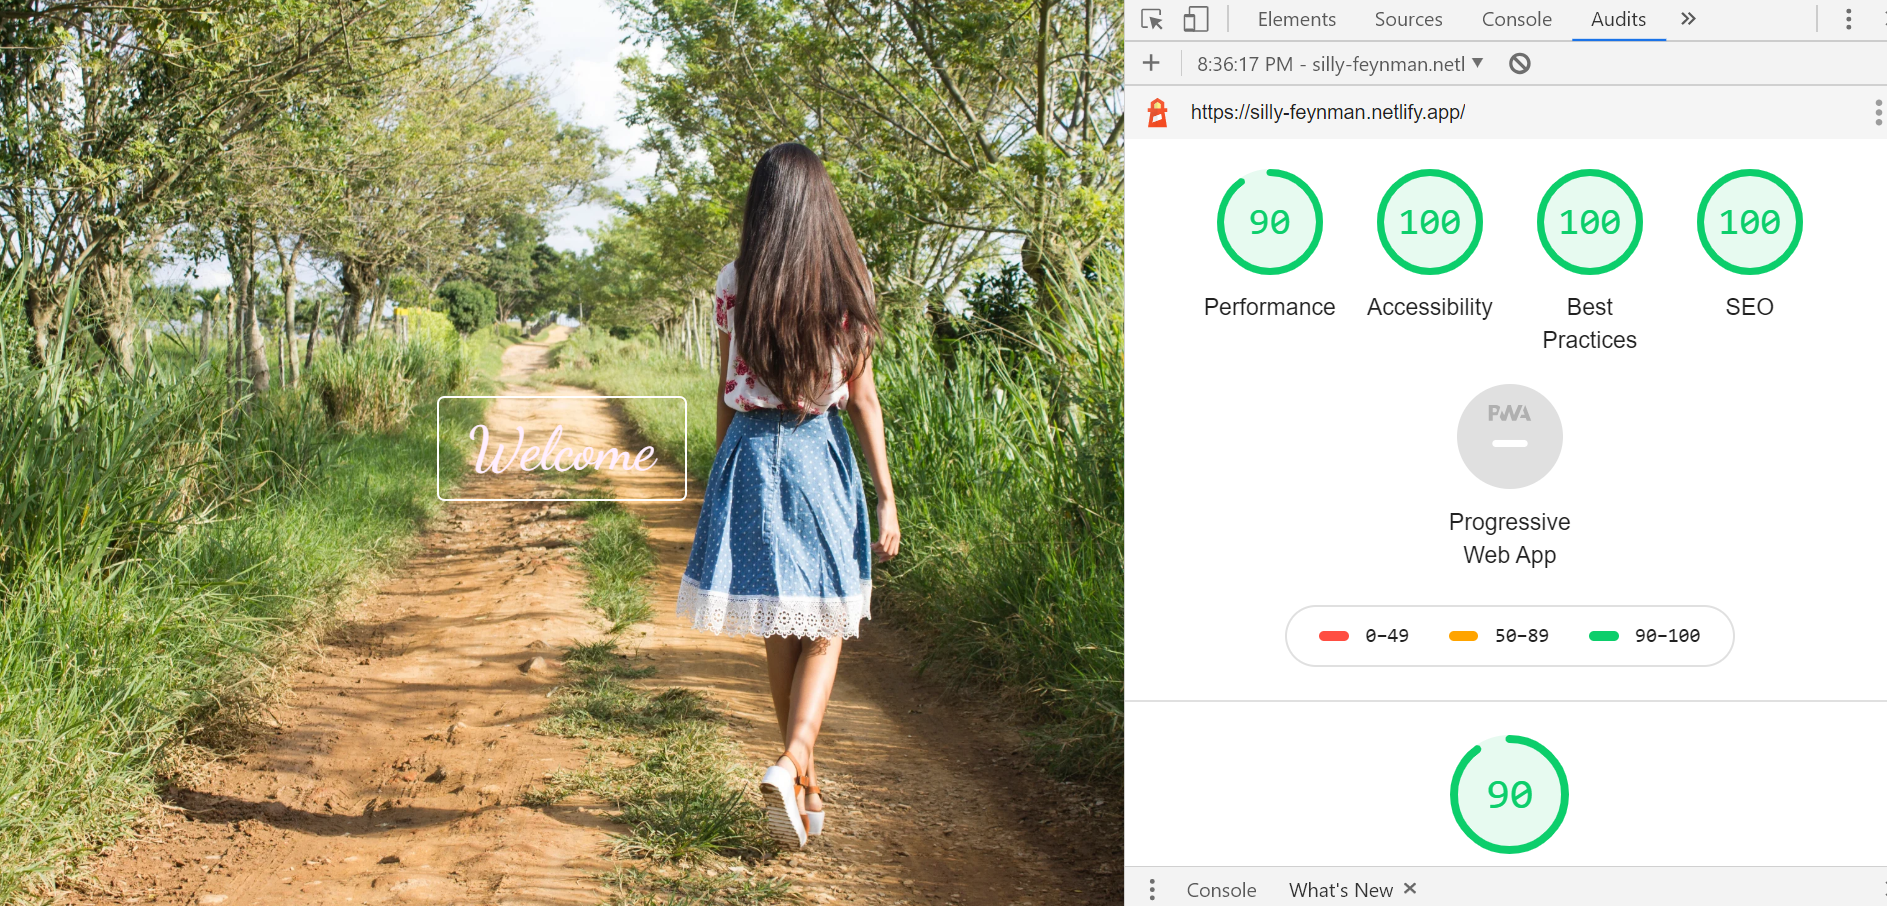 Welcome
Elements Sources Console Audits »
8:36:17 PM - silly-feynman.netl
https://silly-feynman.netlify.app/
90 100 100 100
Performance Accessibility Best Practices SEO
PWA
Progressive
Web App
0–49 50–89 90–100
90
Console What's New